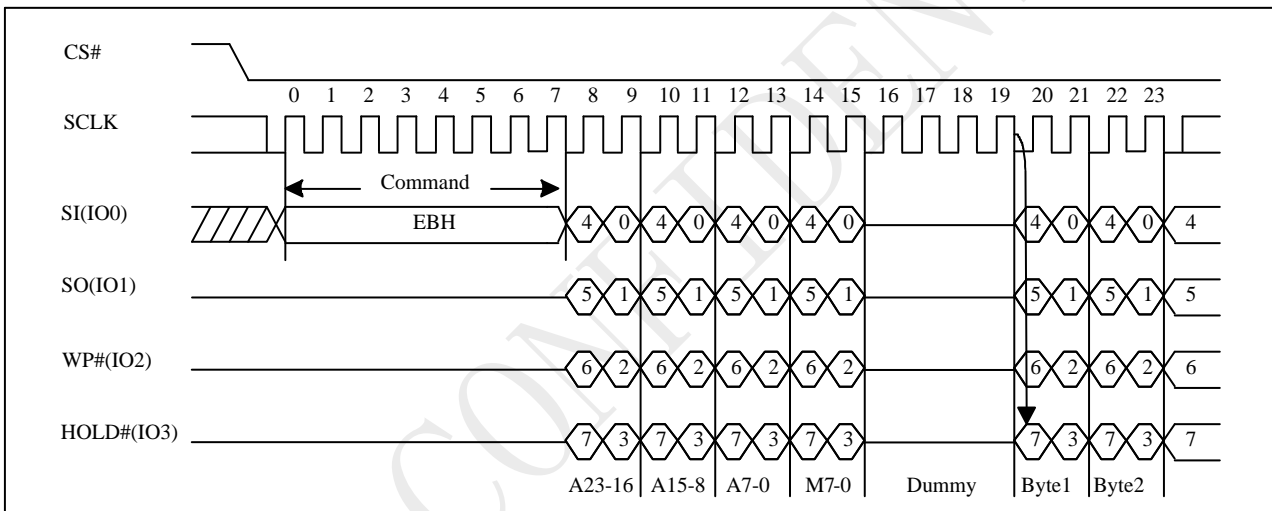 CS#
0 1 2 3 4 5 6 7 8 9 10 11 12 13 14 15 16 17 18 19 20 21 22 23
SCLK
Command
SI(IO0) EBH 4 0 4 0 4 0 4 0 4 0 4 0 4
SO(IO1) 5 1 5 1 5 1 5 1 5 1 5 1 5
WP#(IO2) 6 2 6 2 6 2 6 2 6 2 6 2 6
HOLD#(IO3) 7 3 7 3 7 3 7 3 7 3 7 3 7
A23-16 A15-8 A7-0 M7-0 Dummy Byte1 Byte2
CONFIDEN